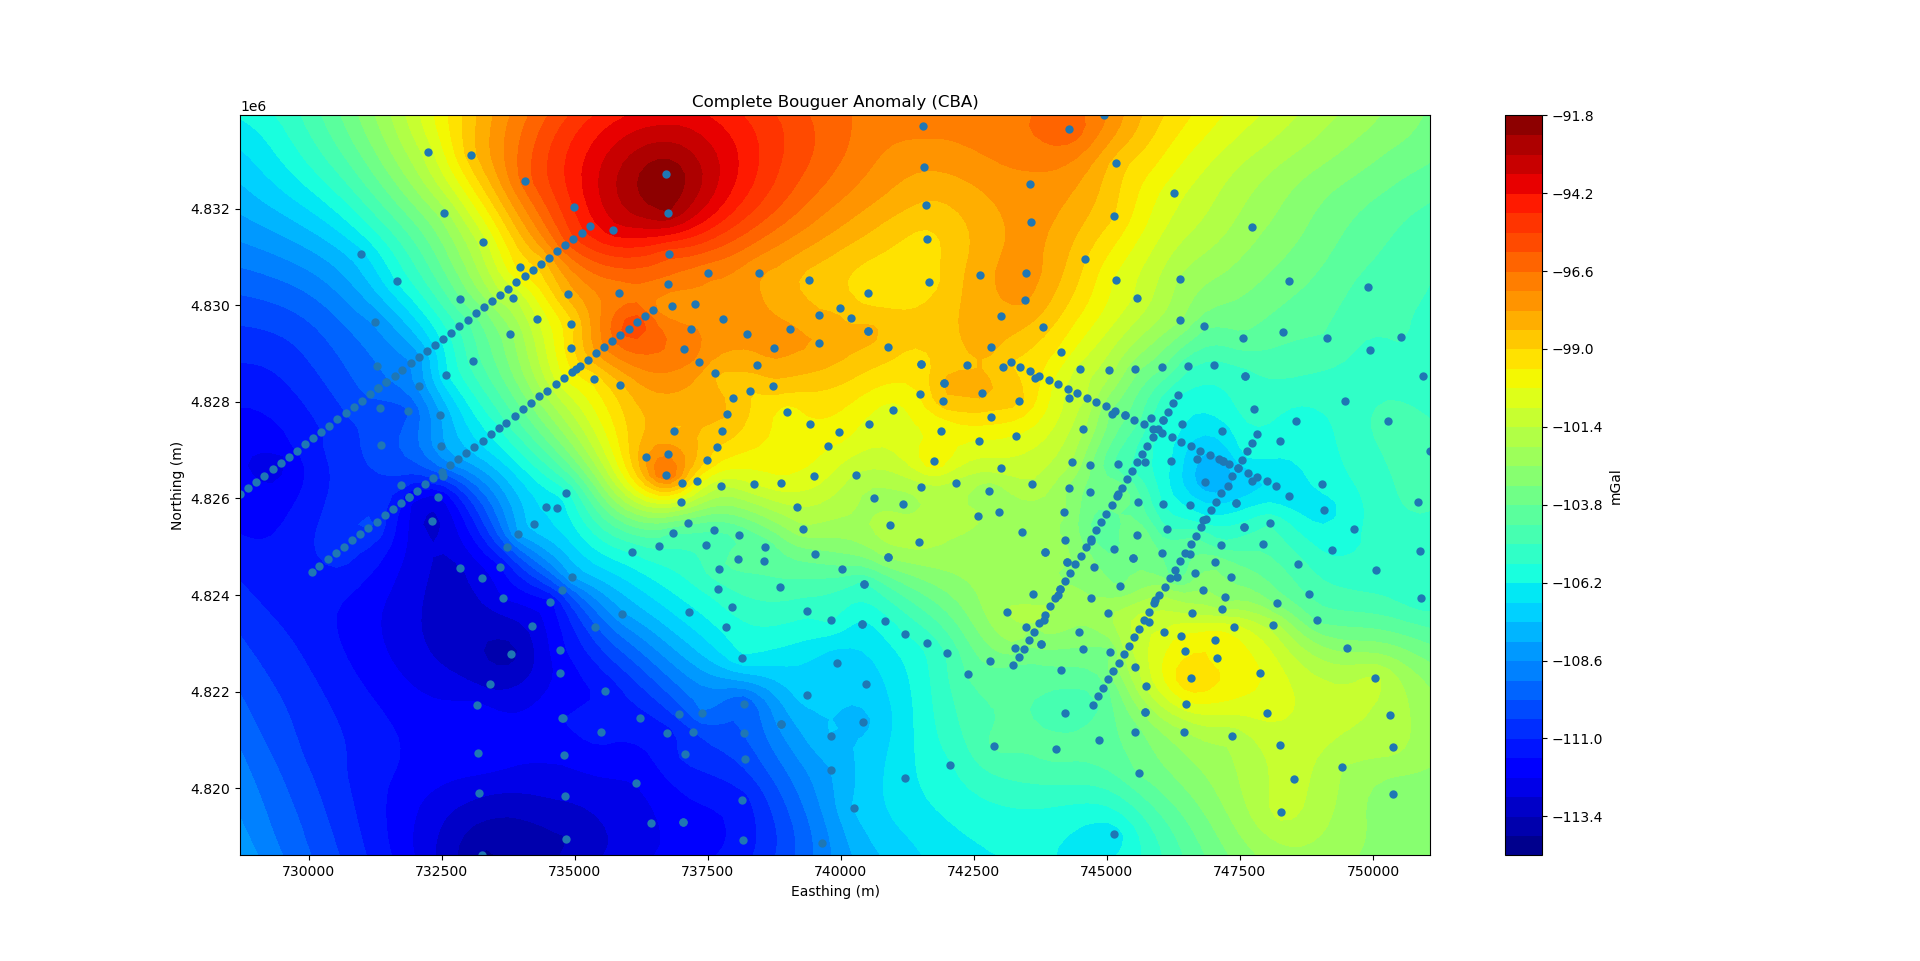 Complete Bouguer Anomaly (CBA)
1e6
4.832
4.830
4.828
4.826
4.824
4.822
4.820
Northing (m)
730000 732500 735000 737500 740000 742500 745000 747500 750000
Easthing (m)
−91.8
−94.2
−96.6
−99.0
−101.4
−103.8
−106.2
−108.6
−111.0
−113.4
mGal